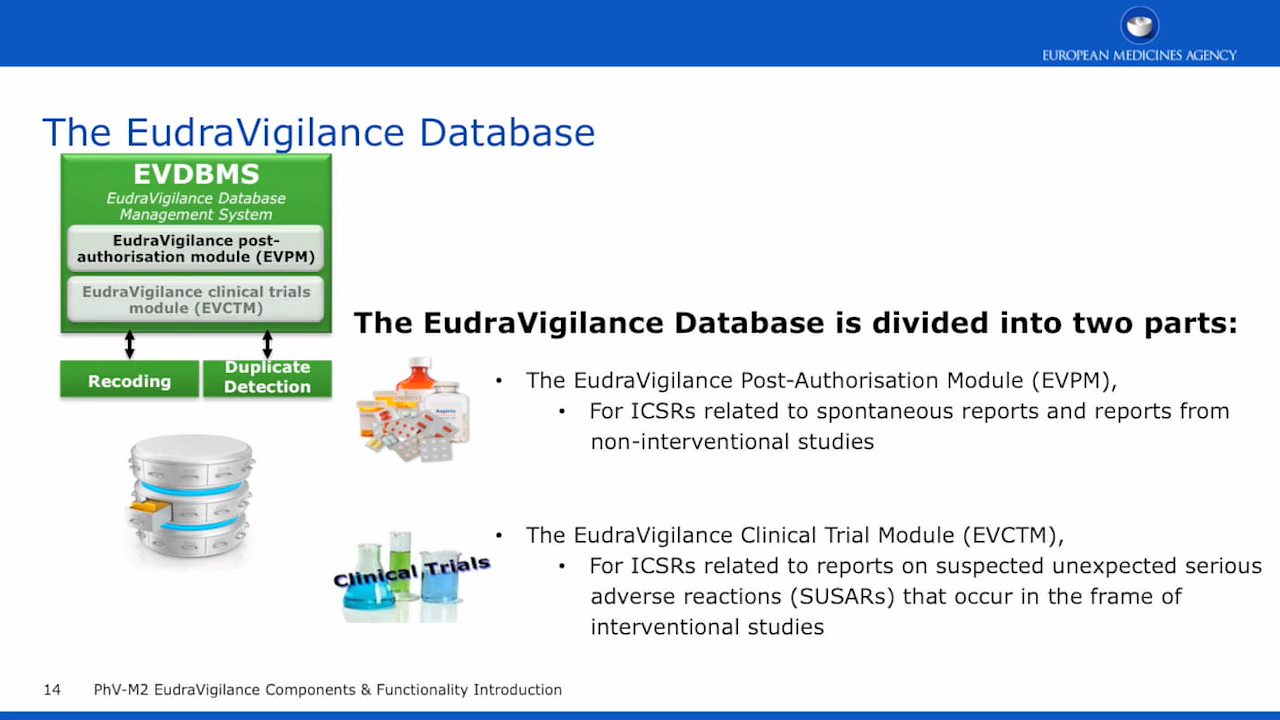 EUROPEAN MEDICINES AGENCY
The EudraVigilance Database
EVDBMS
EudraVigilance Database
Management System
EudraVigilance post-
authorisation module (EVPM)
EudraVigilance clinical trials
module (EVCTM)
Recoding
Duplicate
Detection
The EudraVigilance Database is divided into two parts:
• The EudraVigilance Post-Authorisation Module (EVPM),
• For ICSRs related to spontaneous reports and reports from
non-interventional studies
Aspirin
• The EudraVigilance Clinical Trial Module (EVCTM),
• For ICSRs related to reports on suspected unexpected serious
adverse reactions (SUSARs) that occur in the frame of
interventional studies
Clinical Trials
14 PhV-M2 EudraVigilance Components & Functionality Introduction